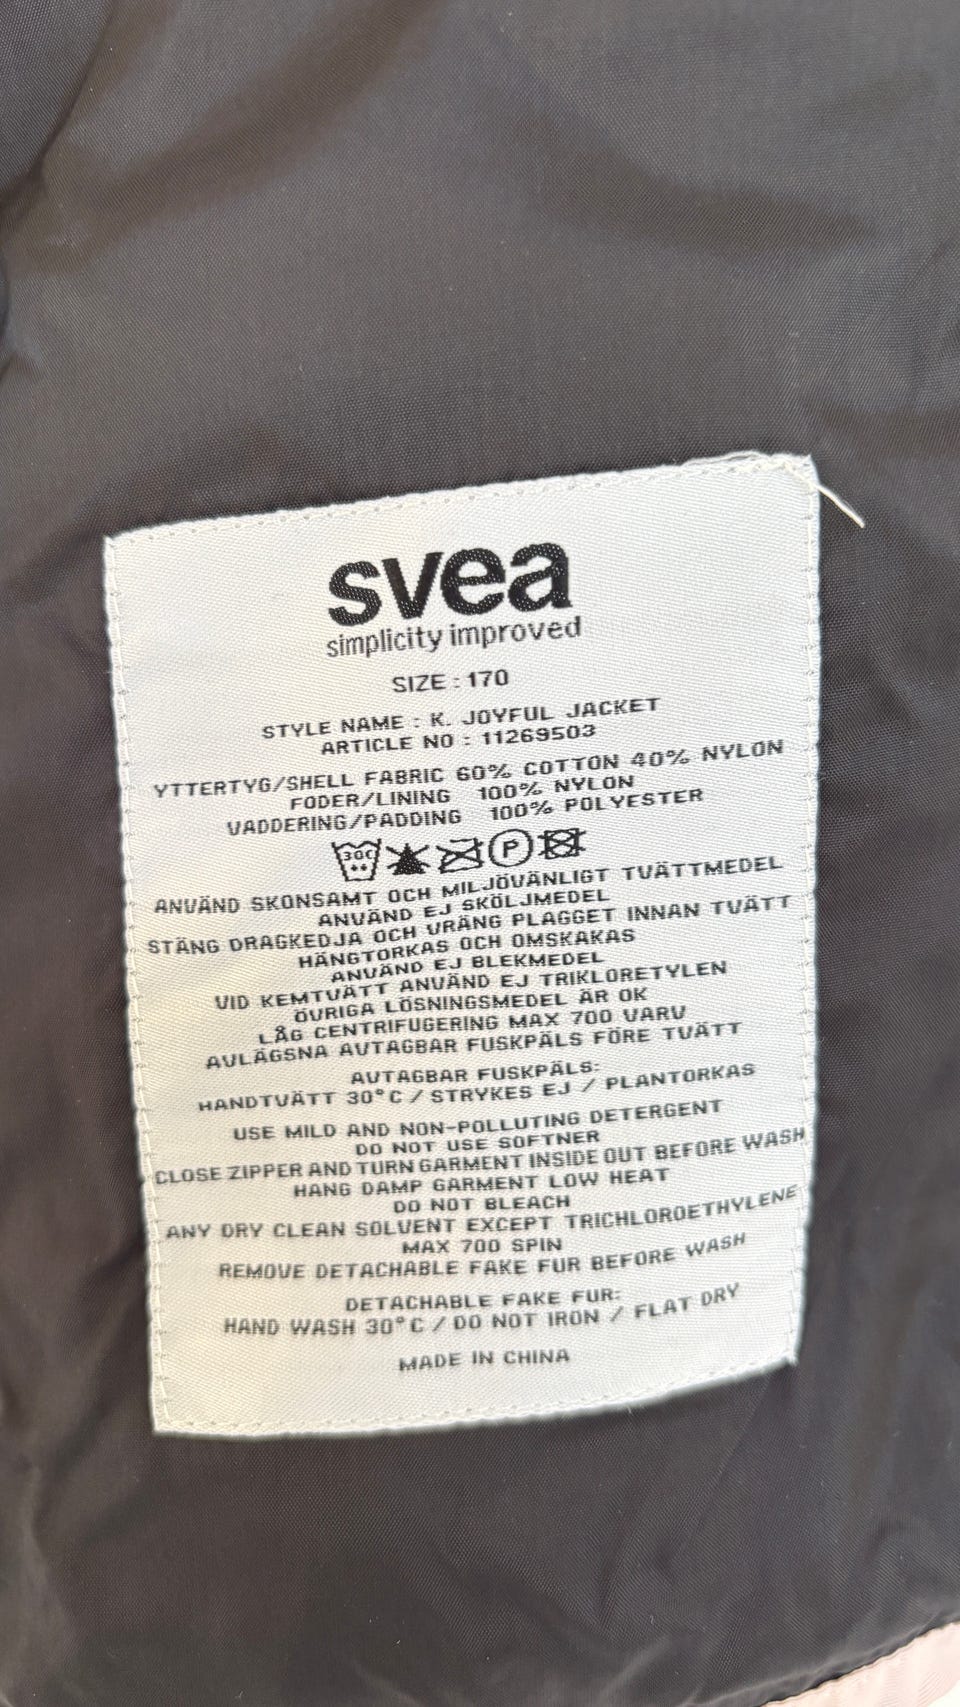 svea
simplicity improved
SIZE : 170
STYLE NAME : K. JOYFUL JACKET
ARTICLE NO : 11269503
YTTERTYG/SHELL FABRIC 60% COTTON 40% NYLON
FODER/LINING 100% NYLON
VADDERING/PADDING 100% POLYESTER
30C P
ANVÄND SKONSAMT OCH MILJÖVÄNLIGT TVÄTTMEDEL
ANVÄND EJ SKÖLJMEDEL
STÄNG DRAGKEDJA OCH VRÄNG PLAGGET INNAN TVÄTT
HÄNGTORKAS OCH OMSKAKAS
ANVÄND EJ BLEKMEDEL
VID KEMTVÄTT ANVÄND EJ TRIKLORETYLEN
ÖVRIGA LÖSNINGSMEDEL ÄR OK
LÅG CENTRIFUGERING MAX 700 VARV
AVLÄGSNA AVTAGBAR FUSKPÄLS FÖRE TVÄTT
AVTAGBAR FUSKPÄLS:
HANDTVÄTT 30°C / STRYKES EJ / PLANTORKAS
USE MILD AND NON-POLLUTING DETERGENT
DO NOT USE SOFTNER
CLOSE ZIPPER AND TURN GARMENT INSIDE OUT BEFORE WASH
HANG DAMP GARMENT LOW HEAT
DO NOT BLEACH
ANY DRY CLEAN SOLVENT EXCEPT TRICHLOROETHYLENE
MAX 700 SPIN
REMOVE DETACHABLE FAKE FUR BEFORE WASH
DETACHABLE FAKE FUR:
HAND WASH 30°C / DO NOT IRON / FLAT DRY
MADE IN CHINA